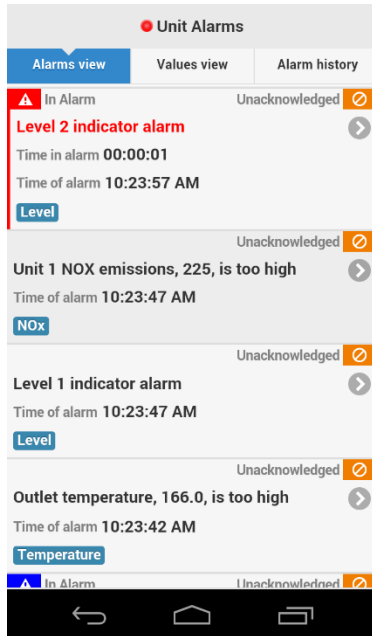 Unit Alarms
Alarms view Values view Alarm history
In Alarm Unacknowledged
Level 2 indicator alarm
Time in alarm 00:00:01
Time of alarm 10:23:57 AM
Level
Unacknowledged
Unit 1 NOX emissions, 225, is too high
Time of alarm 10:23:47 AM
NOx
Unacknowledged
Level 1 indicator alarm
Time of alarm 10:23:47 AM
Level
Unacknowledged
Outlet temperature, 166.0, is too high
Time of alarm 10:23:42 AM
Temperature
In Alarm Unacknowledged